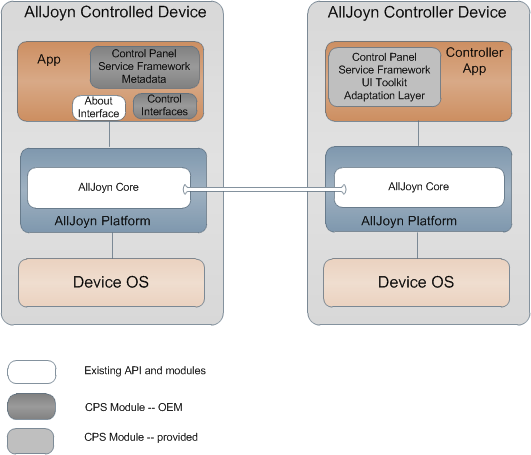 AllJoyn Controlled Device
App
Control Panel
Service Framework
Metadata
About
Interface
Control
Interfaces
AllJoyn Core
AllJoyn Platform
Device OS
AllJoyn Controller Device
Control Panel
Service Framework
UI Toolkit
Adaptation Layer
Controller
App
AllJoyn Core
AllJoyn Platform
Device OS
Existing API and modules
CPS Module -- OEM
CPS Module -- provided